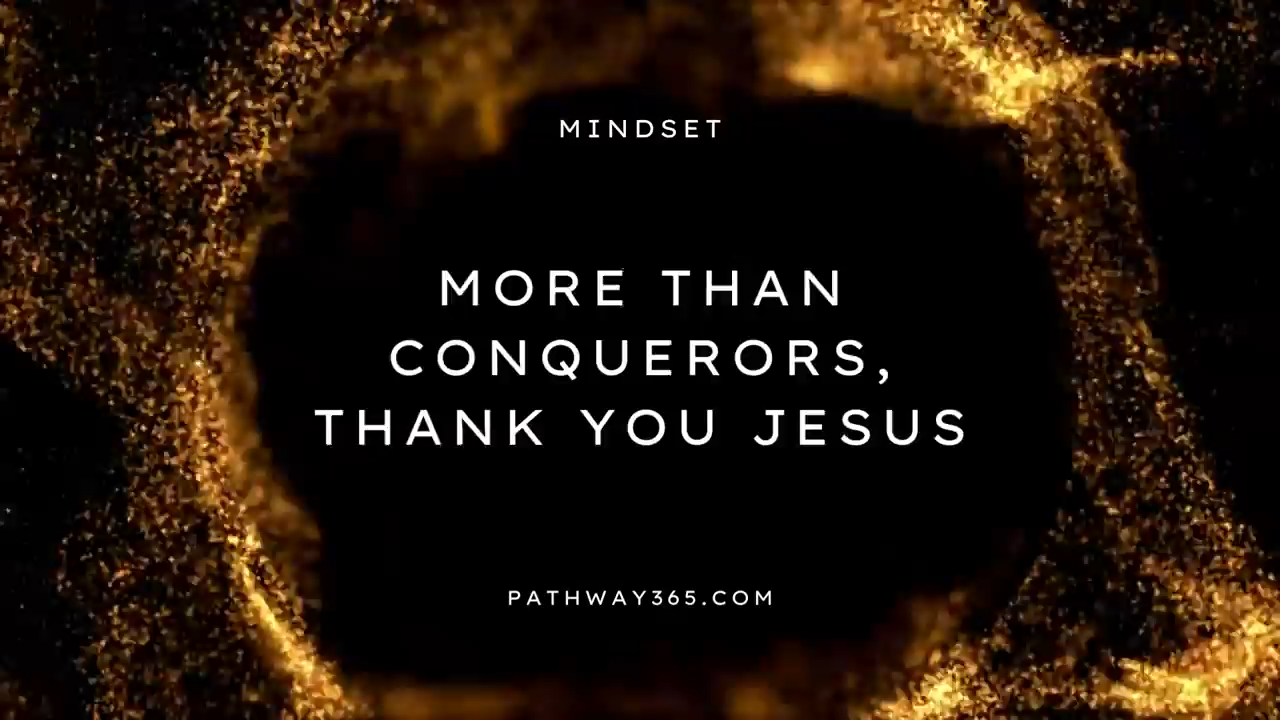 MINDSET
MORE THAN
CONQUERORS,
THANK YOU JESUS
PATHWAY365.COM